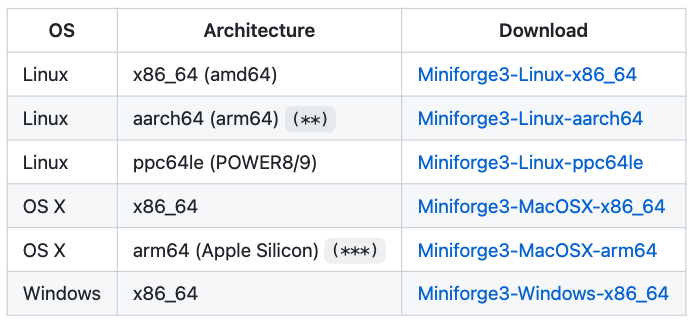 OS Architecture Download
Linux x86_64 (amd64) Miniforge3-Linux-x86_64
Linux aarch64 (arm64) (**) Miniforge3-Linux-aarch64
Linux ppc64le (POWER8/9) Miniforge3-Linux-ppc64le
OS X x86_64 Miniforge3-MacOSX-x86_64
OS X arm64 (Apple Silicon) (***) Miniforge3-MacOSX-arm64
Windows x86_64 Miniforge3-Windows-x86_64